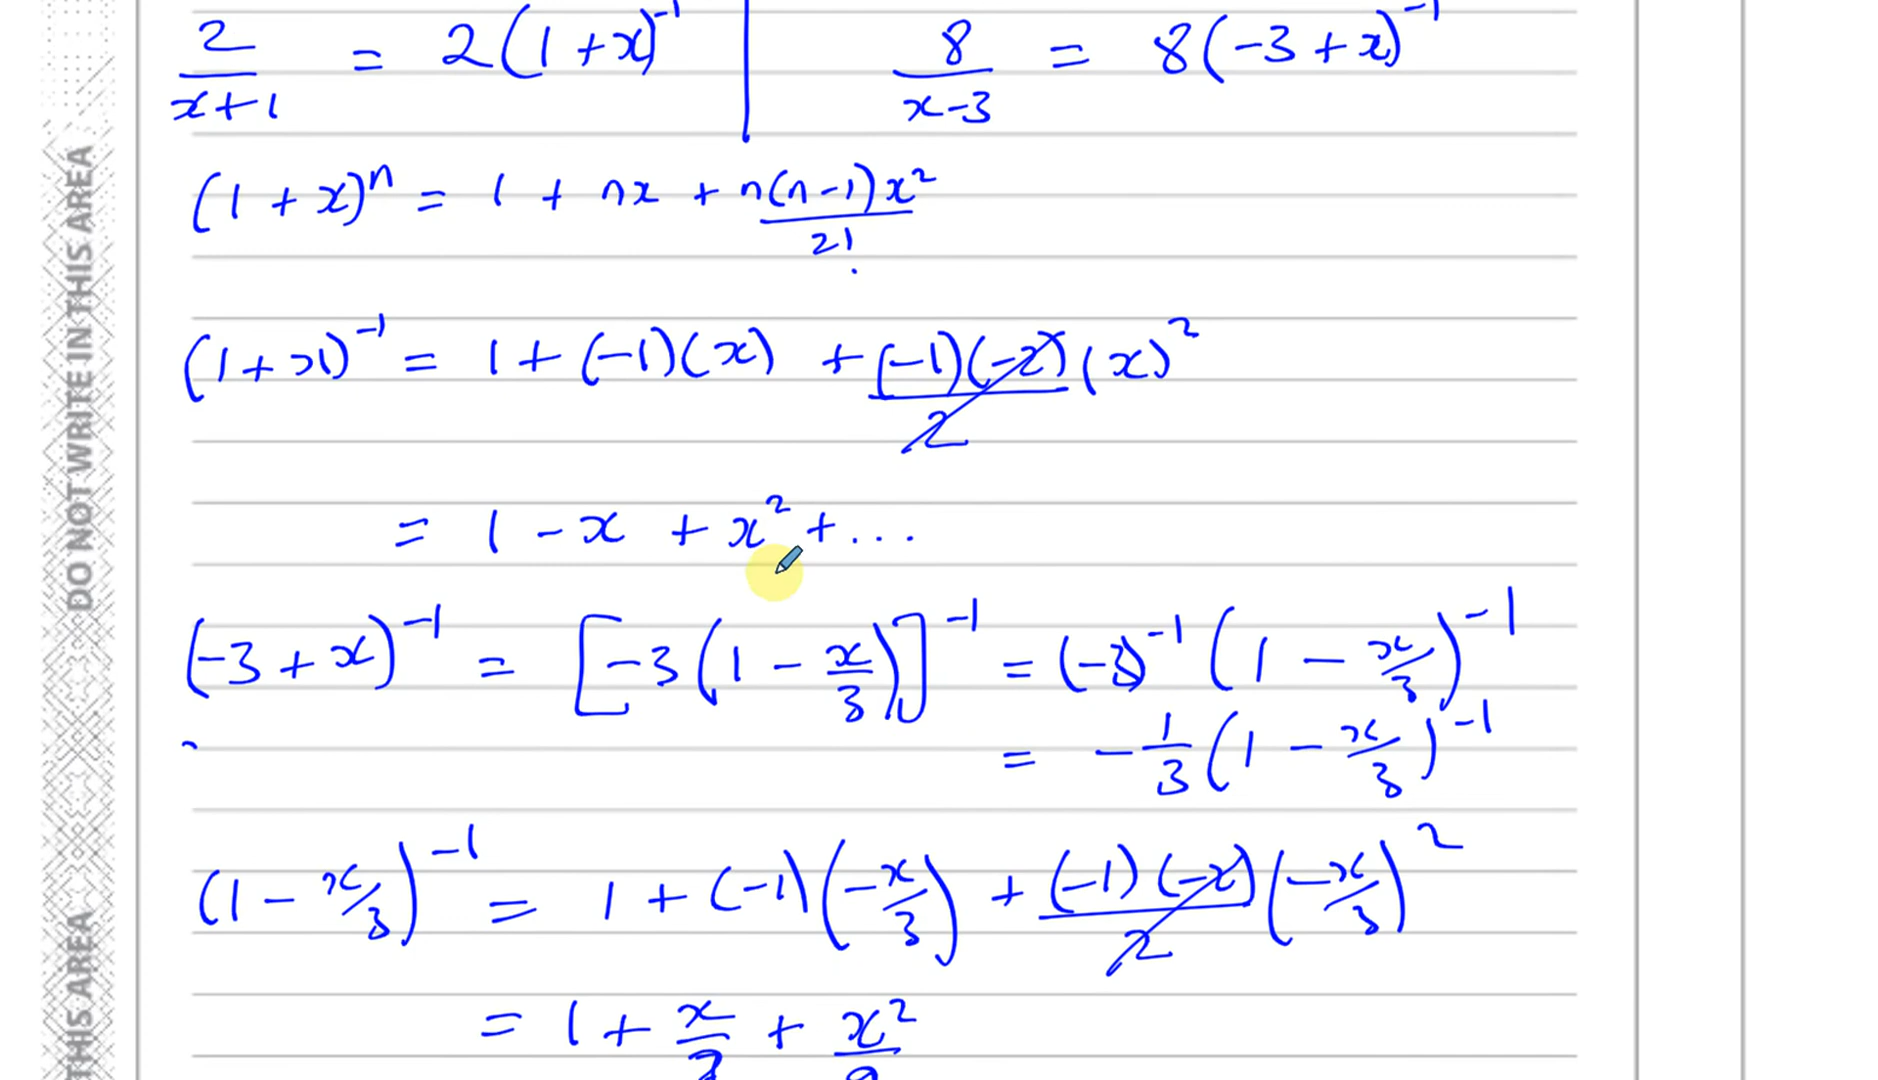 2/(x+1) = 2(1+x)^-1 | 8/(x-3) = 8(-3+x)^-1
(1+x)^n = 1 + nx + n(n-1)x^2/2!
(1+x)^-1 = 1 + (-1)(x) + (-1)(-2)/2 (x)^2
= 1 - x + x^2 + ...
(-3+x)^-1 = [-3(1 - x/3)]^-1 = (-3)^-1 (1 - x/3)^-1
= -1/3 (1 - x/3)^-1
(1 - x/3)^-1 = 1 + (-1)(-x/3) + (-1)(-2)/2 (-x/3)^2
= 1 + x/3 + x^2/9
DO NOT WRITE IN THIS AREA
THIS AREA